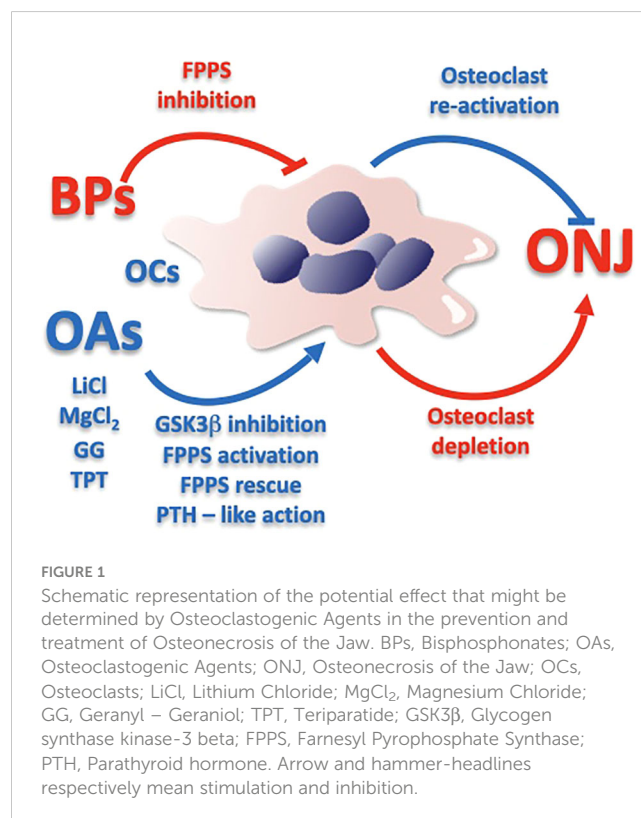 FPPS
inhibition
Osteoclast
re-activation
BPs
ONJ
OCs
OAs
LiCl
MgCl₂
GG
TPT
GSK3β inhibition
FPPS activation
FPPS rescue
PTH – like action
Osteoclast
depletion
FIGURE 1
Schematic representation of the potential effect that might be
determined by Osteoclastogenic Agents in the prevention and
treatment of Osteonecrosis of the Jaw. BPs, Bisphosphonates; OAs,
Osteoclastogenic Agents; ONJ, Osteonecrosis of the Jaw; OCs,
Osteoclasts; LiCl, Lithium Chloride; MgCl₂, Magnesium Chloride;
GG, Geranyl – Geraniol; TPT, Teriparatide; GSK3β, Glycogen
synthase kinase-3 beta; FPPS, Farnesyl Pyrophosphate Synthase;
PTH, Parathyroid hormone. Arrow and hammer-headlines
respectively mean stimulation and inhibition.